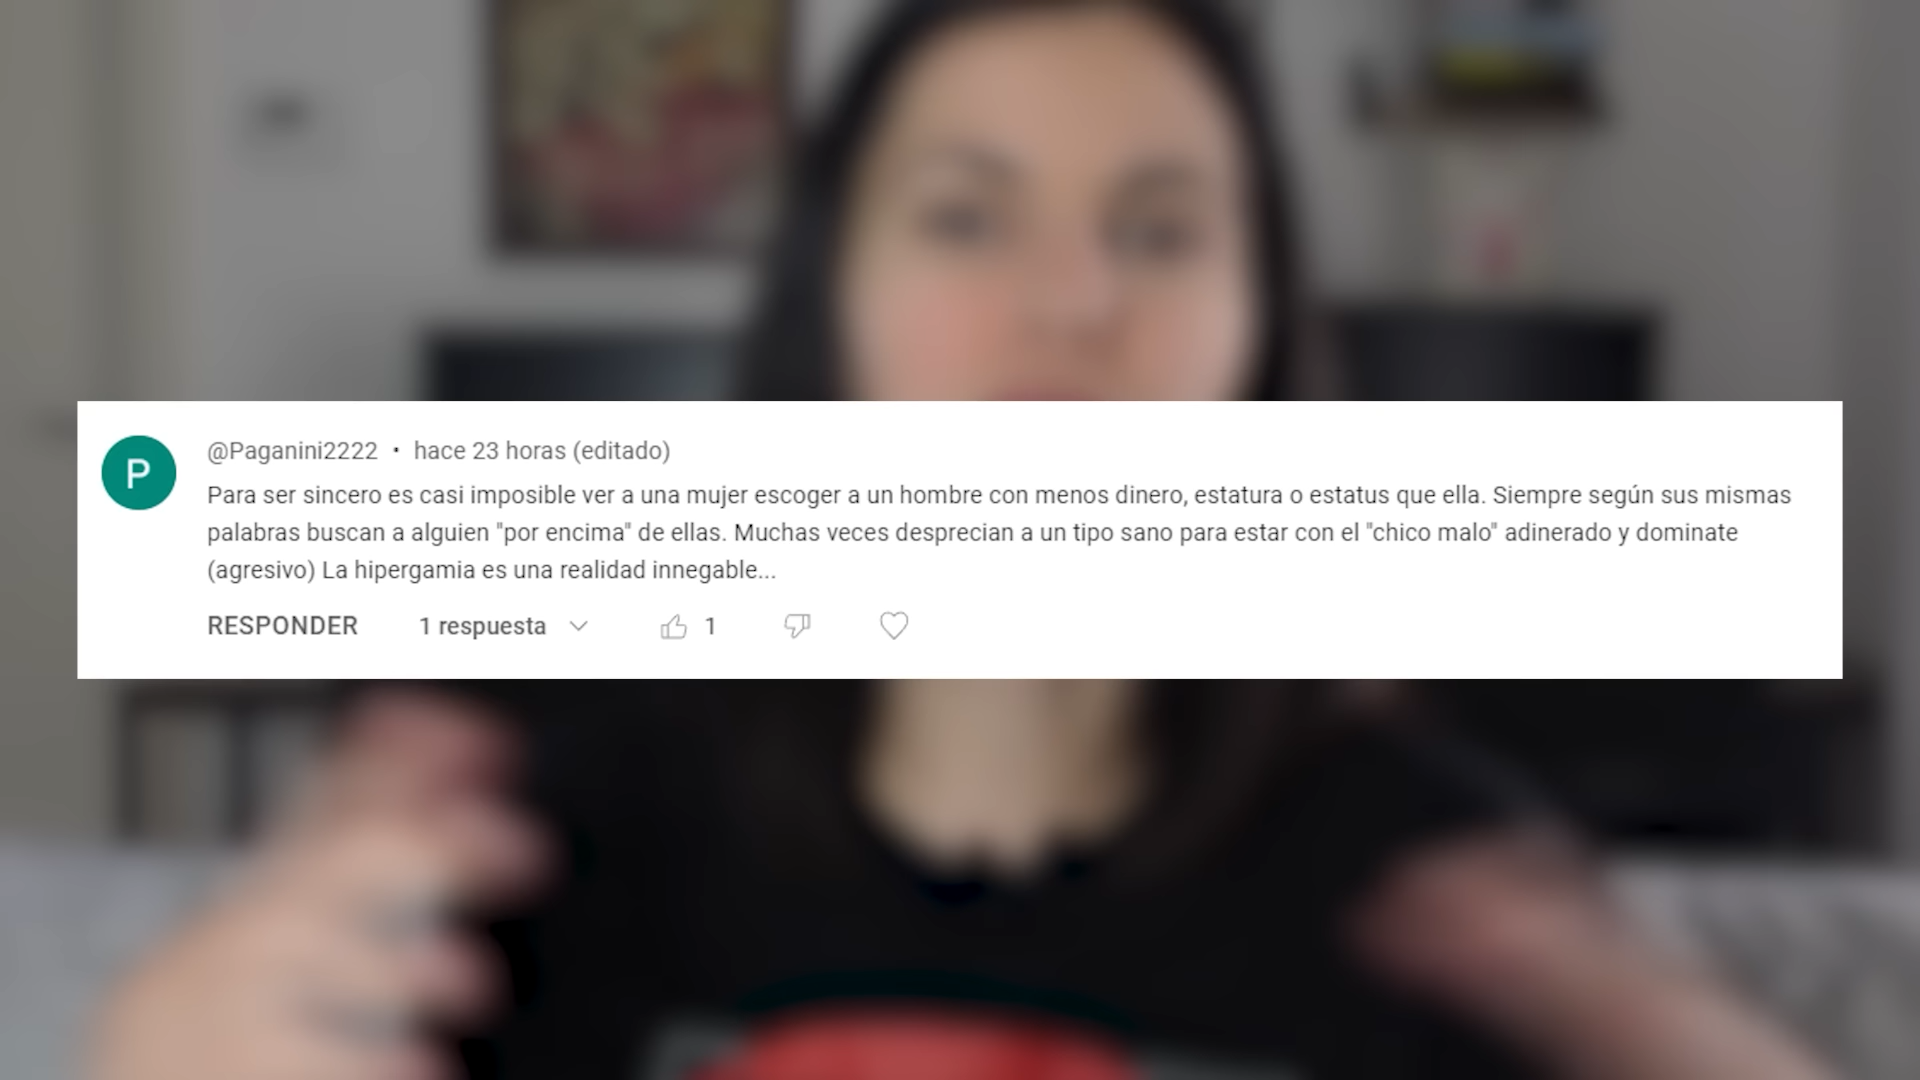 P
@Paganini2222 · hace 23 horas (editado)
Para ser sincero es casi imposible ver a una mujer escoger a un hombre con menos dinero, estatura o estatus que ella. Siempre según sus mismas
palabras buscan a alguien "por encima" de ellas. Muchas veces desprecian a un tipo sano para estar con el "chico malo" adinerado y dominate
(agresivo) La hipergamia es una realidad innegable...
RESPONDER 1 respuesta 1